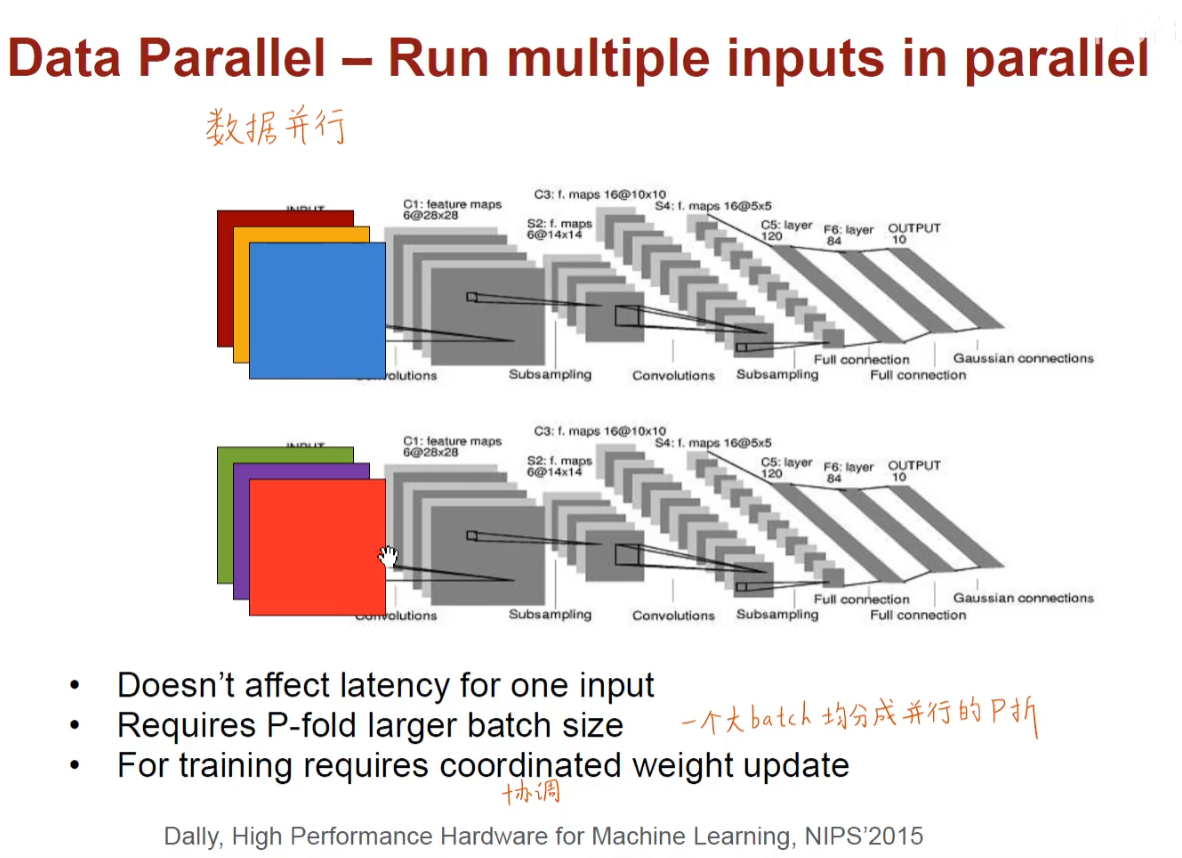 Data Parallel – Run multiple inputs in parallel
数据并行
INPUT
C1: feature maps
6@28x28
S2: f. maps
6@14x14
C3: f. maps 16@10x10
S4: f. maps 16@5x5
C5: layer
120
F6: layer
84
OUTPUT
10
volutions
Subsampling
Convolutions
Subsampling
Full connection
Full connection
Gaussian connections
INPUT
C1: feature maps
6@28x28
S2: f. maps
6@14x14
C3: f. maps 16@10x10
S4: f. maps 16@5x5
C5: layer
120
F6: layer
84
OUTPUT
10
Convolutions
Subsampling
Convolutions
Subsampling
Full connection
Full connection
Gaussian connections
• Doesn't affect latency for one input
• Requires P-fold larger batch size 一个大batch均分成并行的P折
• For training requires coordinated weight update
协调
Dally, High Performance Hardware for Machine Learning, NIPS'2015